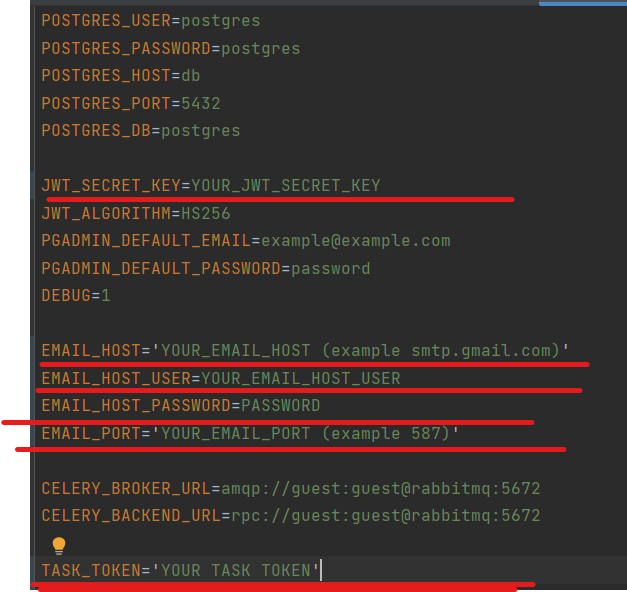 POSTGRES_USER=postgres
POSTGRES_PASSWORD=postgres
POSTGRES_HOST=db
POSTGRES_PORT=5432
POSTGRES_DB=postgres
JWT_SECRET_KEY=YOUR_JWT_SECRET_KEY
JWT_ALGORITHM=HS256
PGADMIN_DEFAULT_EMAIL=example@example.com
PGADMIN_DEFAULT_PASSWORD=password
DEBUG=1
EMAIL_HOST='YOUR_EMAIL_HOST (example smtp.gmail.com)'
EMAIL_HOST_USER=YOUR_EMAIL_HOST_USER
EMAIL_HOST_PASSWORD=PASSWORD
EMAIL_PORT='YOUR_EMAIL_PORT (example 587)'
CELERY_BROKER_URL=amqp://guest:guest@rabbitmq:5672
CELERY_BACKEND_URL=rpc://guest:guest@rabbitmq:5672
TASK_TOKEN='YOUR TASK TOKEN'